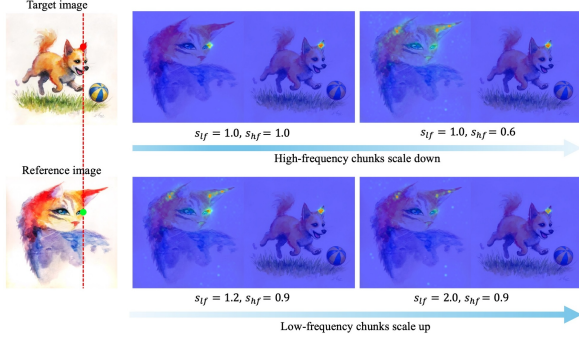 Target image
s_lf = 1.0, s_hf = 1.0
s_lf = 1.0, s_hf = 0.6
High-frequency chunks scale down
Reference image
s_lf = 1.2, s_hf = 0.9
s_lf = 2.0, s_hf = 0.9
Low-frequency chunks scale up